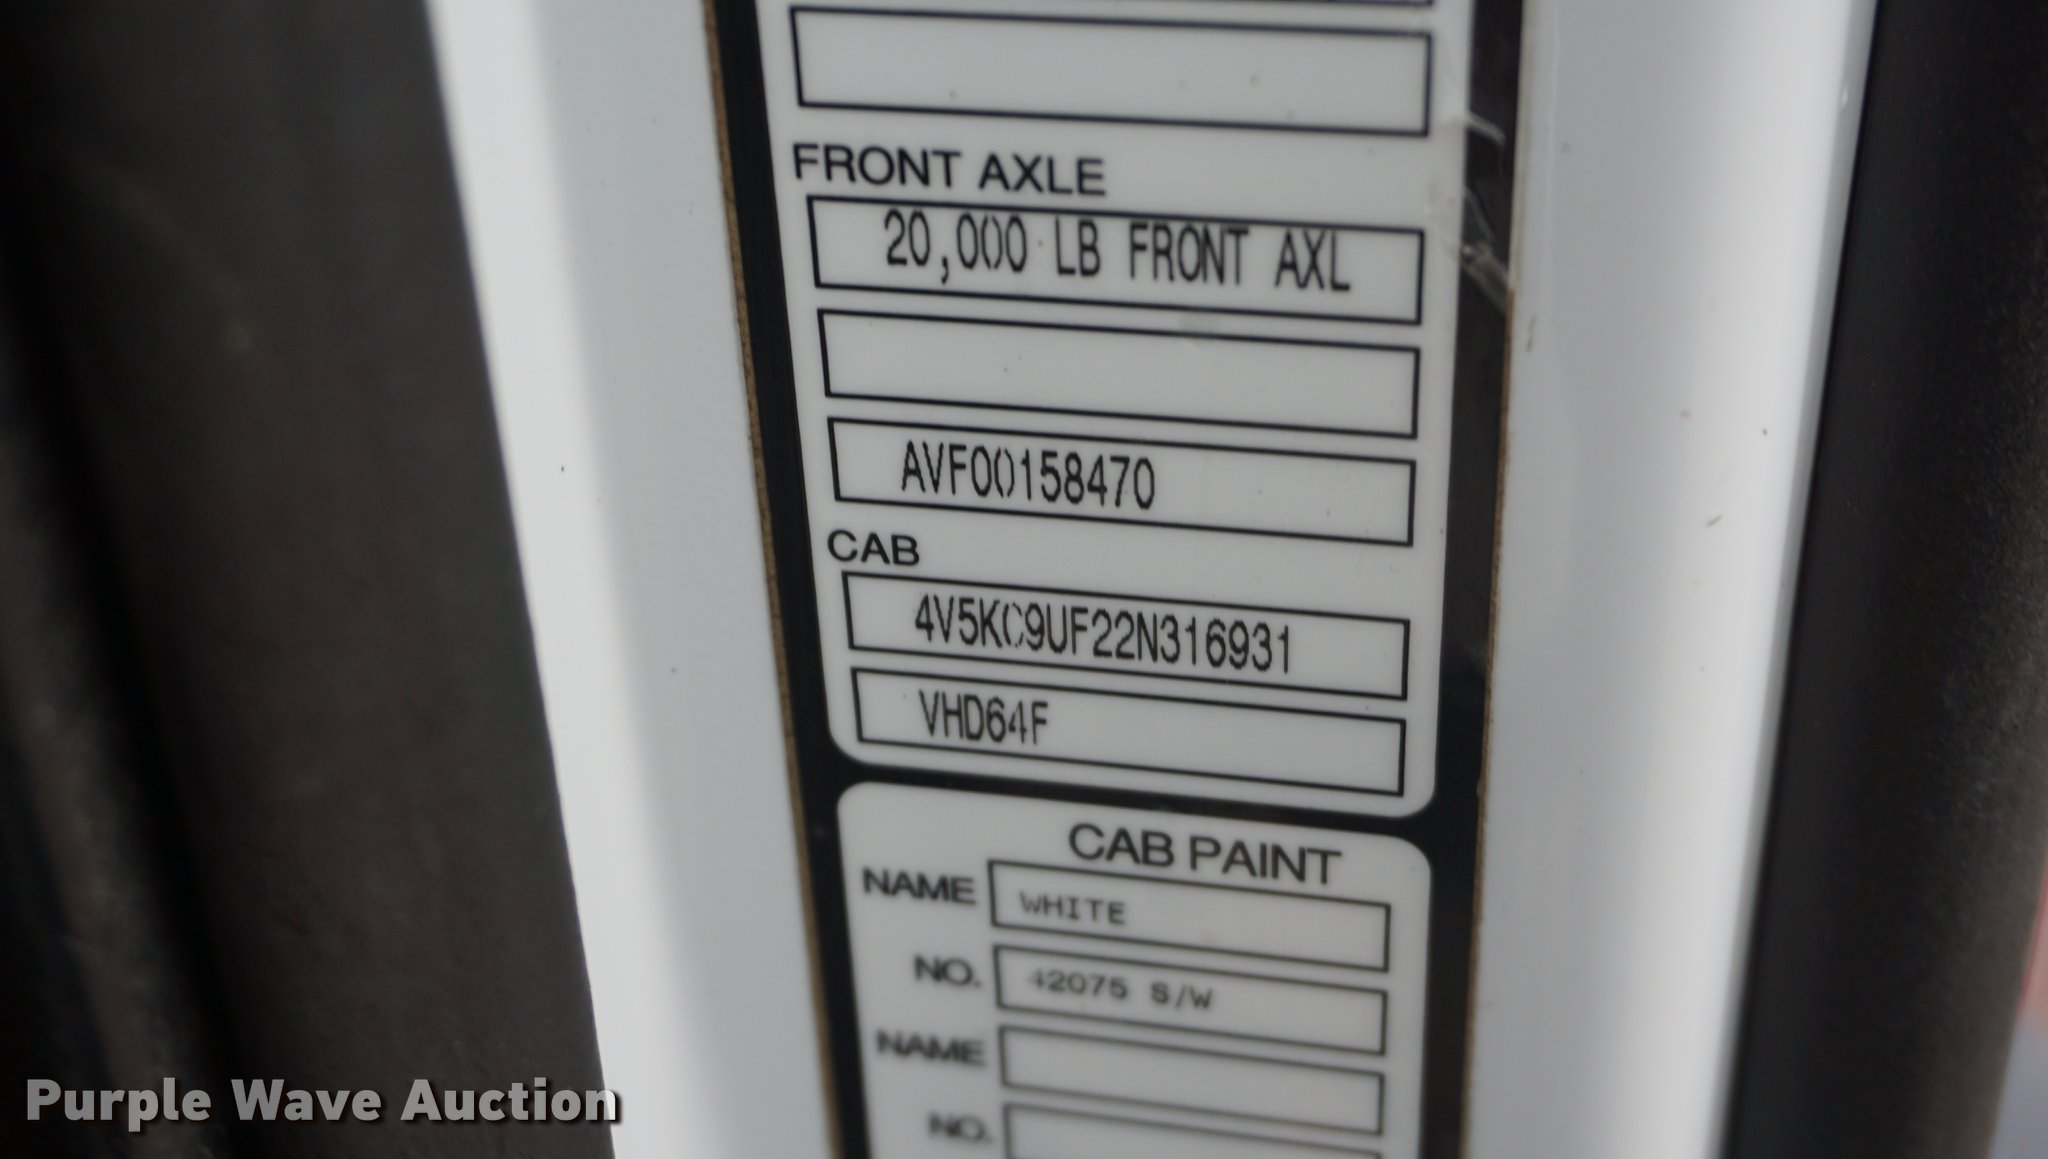 FRONT AXLE
20,000 LB FRONT AXL
AVF00158470
CAB
4V5KC9UF22N316931
VHD64F
CAB PAINT
NAME WHITE
NO. 42075 S/W
NAME
NO.
Purple Wave Auction